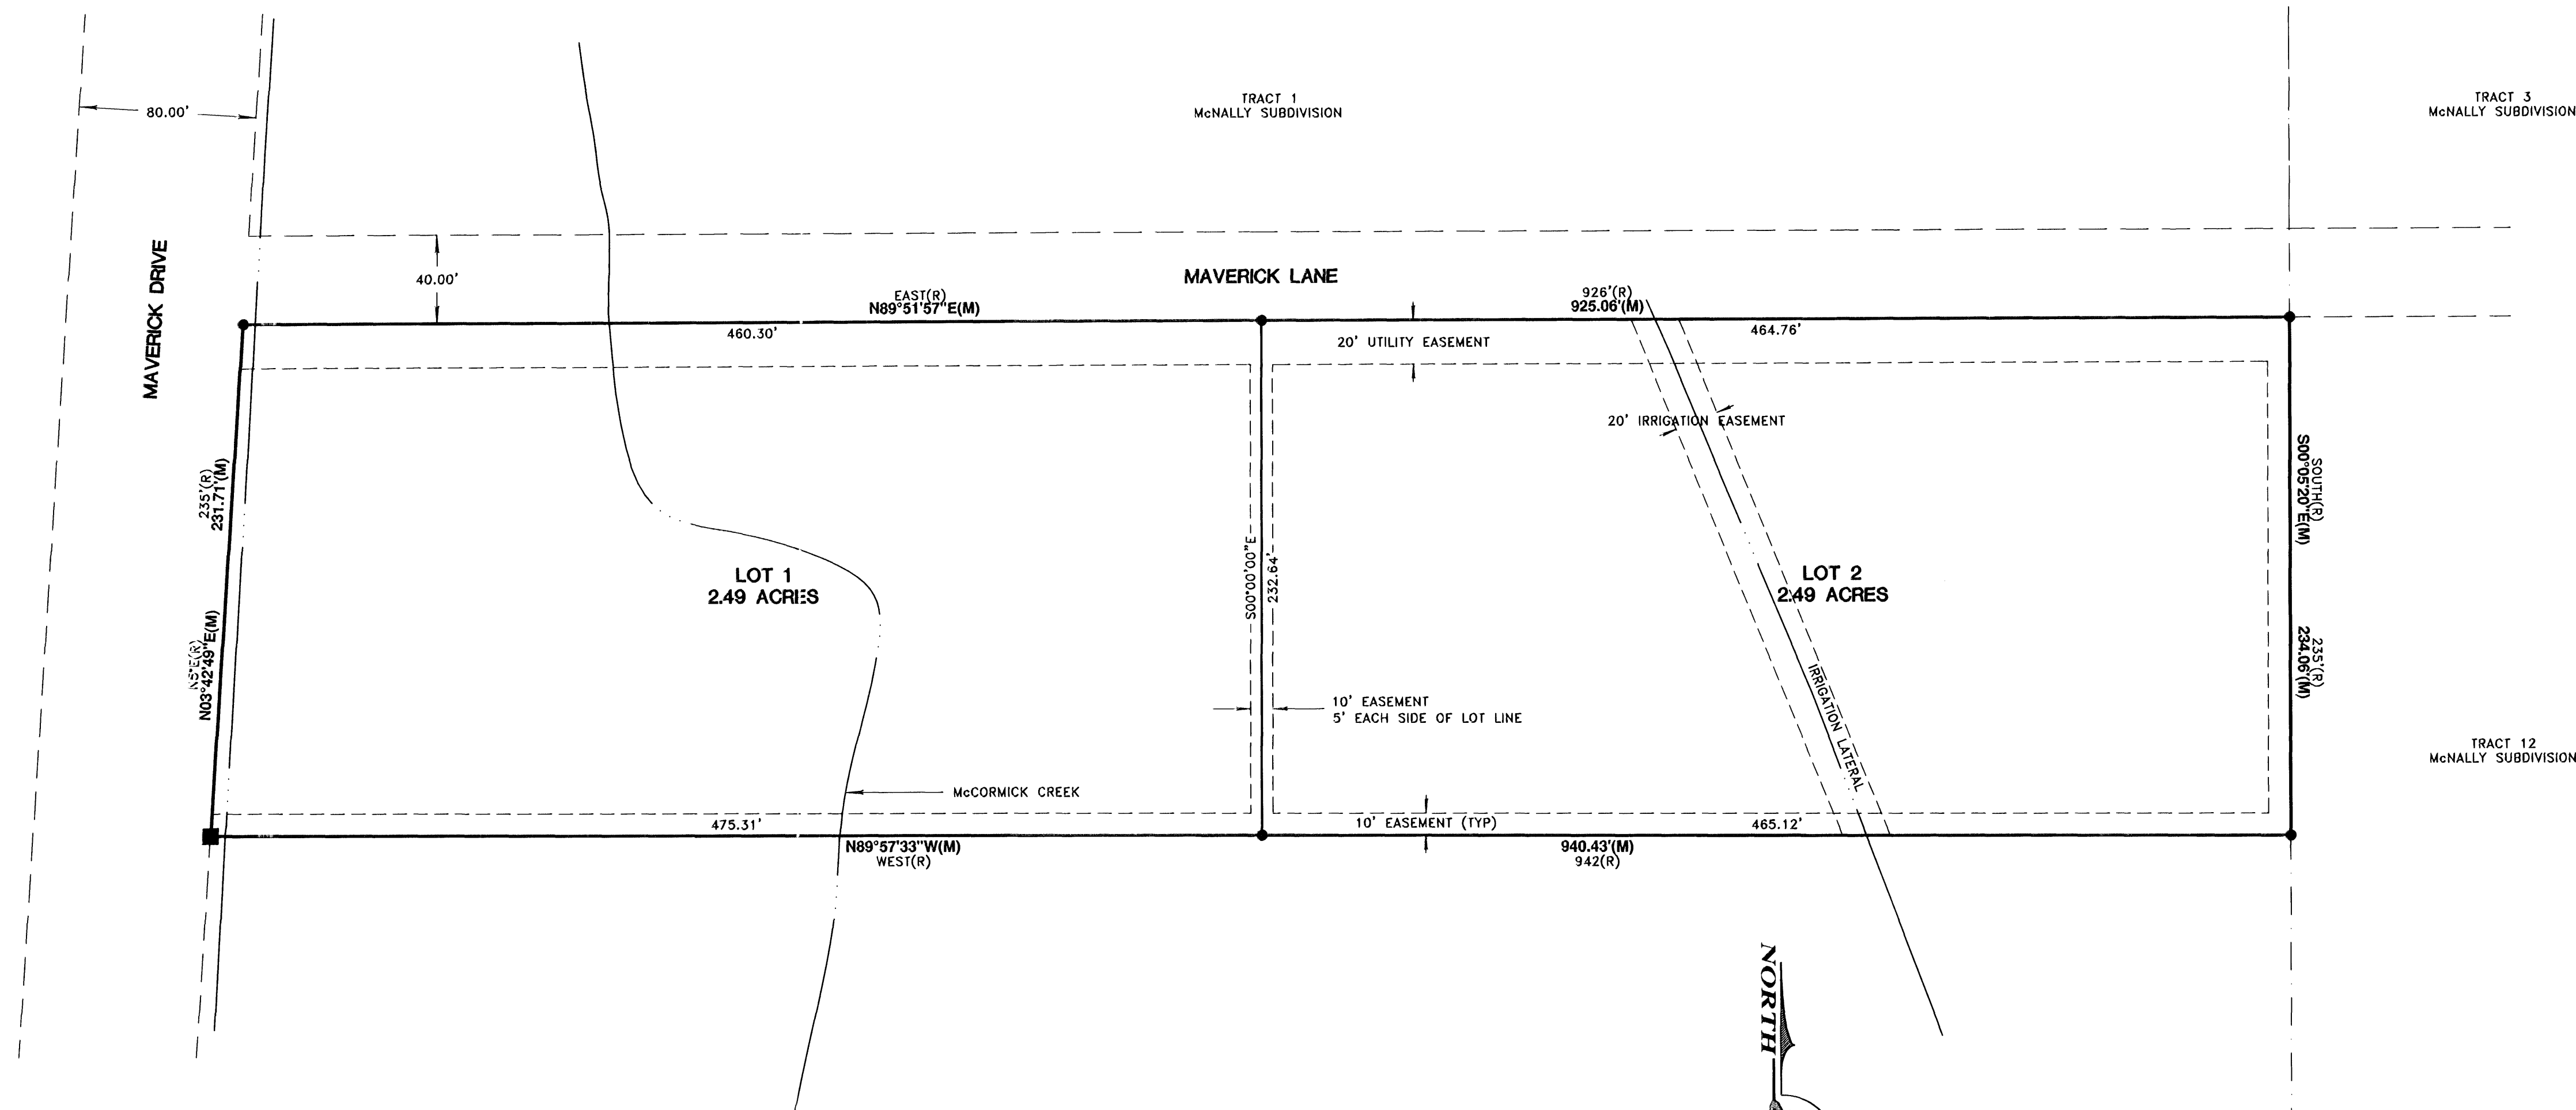 80.00'
TRACT 1
McNALLY SUBDIVISION
TRACT 3
McNALLY SUBDIVISION
MAVERICK DRIVE
40.00'
MAVERICK LANE
EAST(R)
N89°51'57"E(M)
460.30'
926'(R)
925.06'(M)
464.76'
20' UTILITY EASEMENT
20' IRRIGATION EASEMENT
235'(R)
231.71'(M)
N5°E(R)
N03°42'49"E(M)
SOUTH(R)
S00°05'20"E(M)
235'(R)
234.06'(M)
LOT 1
2.49 ACRES
S00°00'00"E
232.64'
LOT 2
2.49 ACRES
IRRIGATION LATERAL
10' EASEMENT
5' EACH SIDE OF LOT LINE
TRACT 12
McNALLY SUBDIVISION
McCORMICK CREEK
475.31'
10' EASEMENT (TYP)
465.12'
N89°57'33"W(M)
WEST(R)
940.43'(M)
942(R)
NORTH